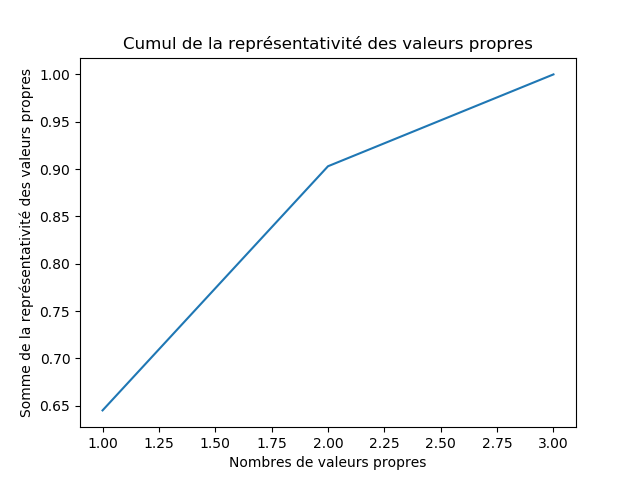 Cumul de la représentativité des valeurs propres
Somme de la représentativité des valeurs propres
1.00
0.95
0.90
0.85
0.80
0.75
0.70
0.65
1.00 1.25 1.50 1.75 2.00 2.25 2.50 2.75 3.00
Nombres de valeurs propres